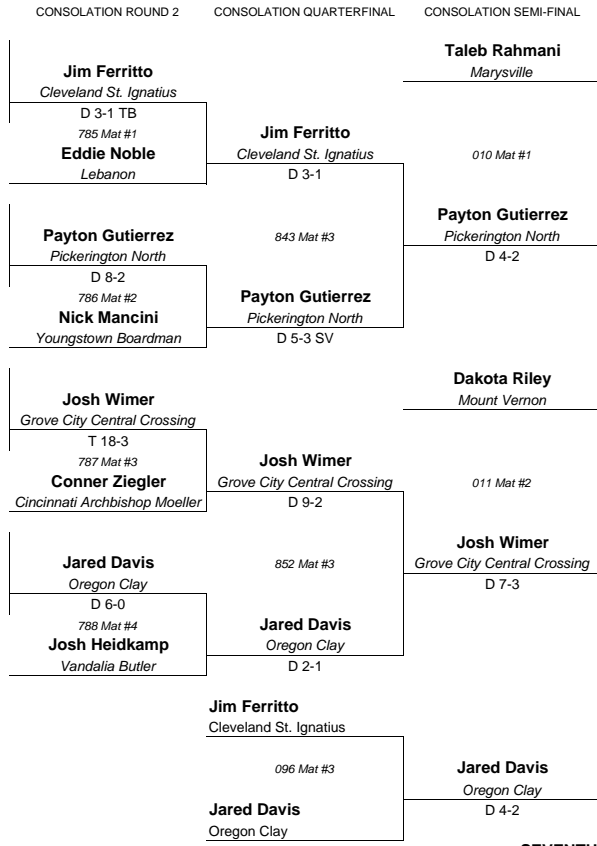 CONSOLATION ROUND 2 CONSOLATION QUARTERFINAL CONSOLATION SEMI-FINAL
Taleb Rahmani
Marysville
Jim Ferritto
Cleveland St. Ignatius
D 3-1 TB
785 Mat #1
Eddie Noble
Lebanon
Jim Ferritto
Cleveland St. Ignatius
D 3-1
010 Mat #1
Payton Gutierrez
Pickerington North
D 8-2
786 Mat #2
Nick Mancini
Youngstown Boardman
843 Mat #3
Payton Gutierrez
Pickerington North
D 5-3 SV
Payton Gutierrez
Pickerington North
D 4-2
Dakota Riley
Mount Vernon
Josh Wimer
Grove City Central Crossing
T 18-3
787 Mat #3
Conner Ziegler
Cincinnati Archbishop Moeller
Josh Wimer
Grove City Central Crossing
D 9-2
011 Mat #2
Jared Davis
Oregon Clay
D 6-0
788 Mat #4
Josh Heidkamp
Vandalia Butler
852 Mat #3
Jared Davis
Oregon Clay
D 2-1
Josh Wimer
Grove City Central Crossing
D 7-3
Jim Ferritto
Cleveland St. Ignatius
096 Mat #3
Jared Davis
Oregon Clay
Jared Davis
Oregon Clay
D 4-2